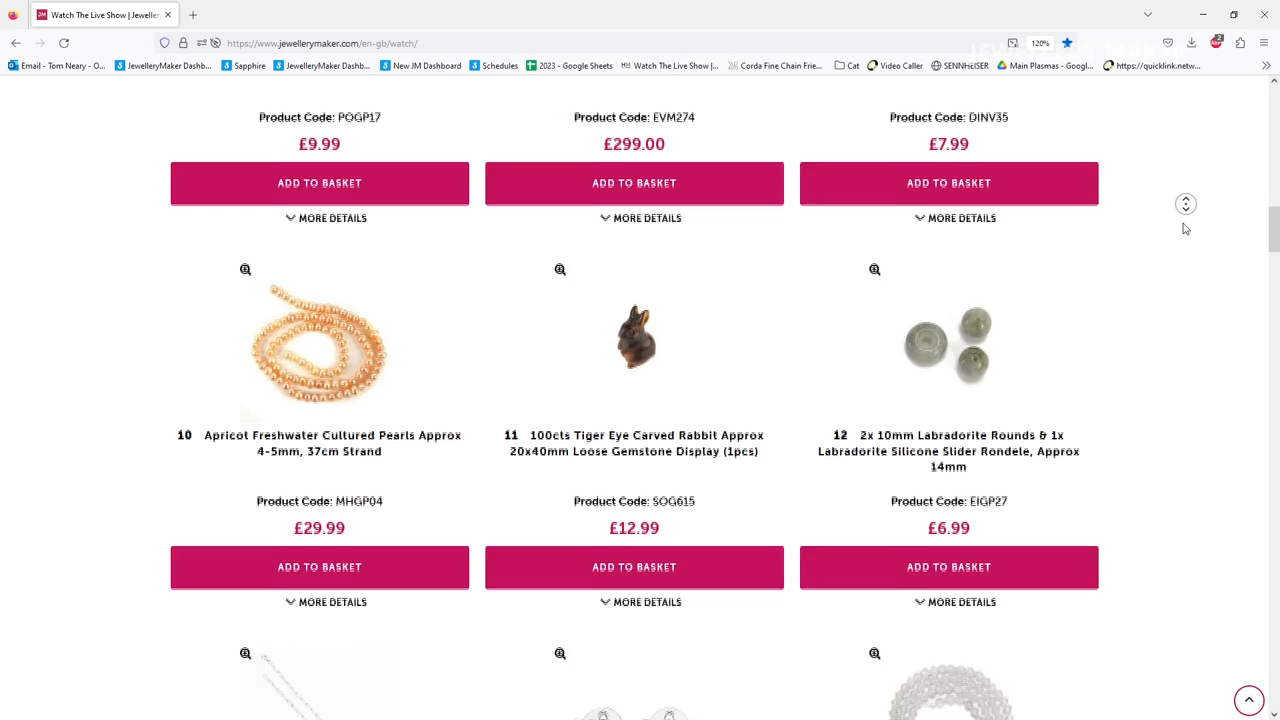 Watch The Live Show | Jeweller
https://www.jewellerymaker.com/en-gb/watch/
120%
2
Email - Tom Neary - O...
JewelleryMaker Dashb...
Sapphire
JewelleryMaker Dashb...
New JM Dashboard
Schedules
2023 - Google Sheets
Watch The Live Show |...
Corda Fine Chain Frie...
Cat
Video Caller
SENNHEISER
Main Plasmas - Googl...
https://quicklink.netw...
Product Code: POGP17
Product Code: EVM274
Product Code: DINV35
£9.99
£299.00
£7.99
ADD TO BASKET
ADD TO BASKET
ADD TO BASKET
MORE DETAILS
MORE DETAILS
MORE DETAILS
10 Apricot Freshwater Cultured Pearls Approx
4-5mm, 37cm Strand
11 100cts Tiger Eye Carved Rabbit Approx
20x40mm Loose Gemstone Display (1pcs)
12 2x 10mm Labradorite Rounds & 1x
Labradorite Silicone Slider Rondele, Approx
14mm
Product Code: MHGP04
Product Code: SOG615
Product Code: EIGP27
£29.99
£12.99
£6.99
ADD TO BASKET
ADD TO BASKET
ADD TO BASKET
MORE DETAILS
MORE DETAILS
MORE DETAILS